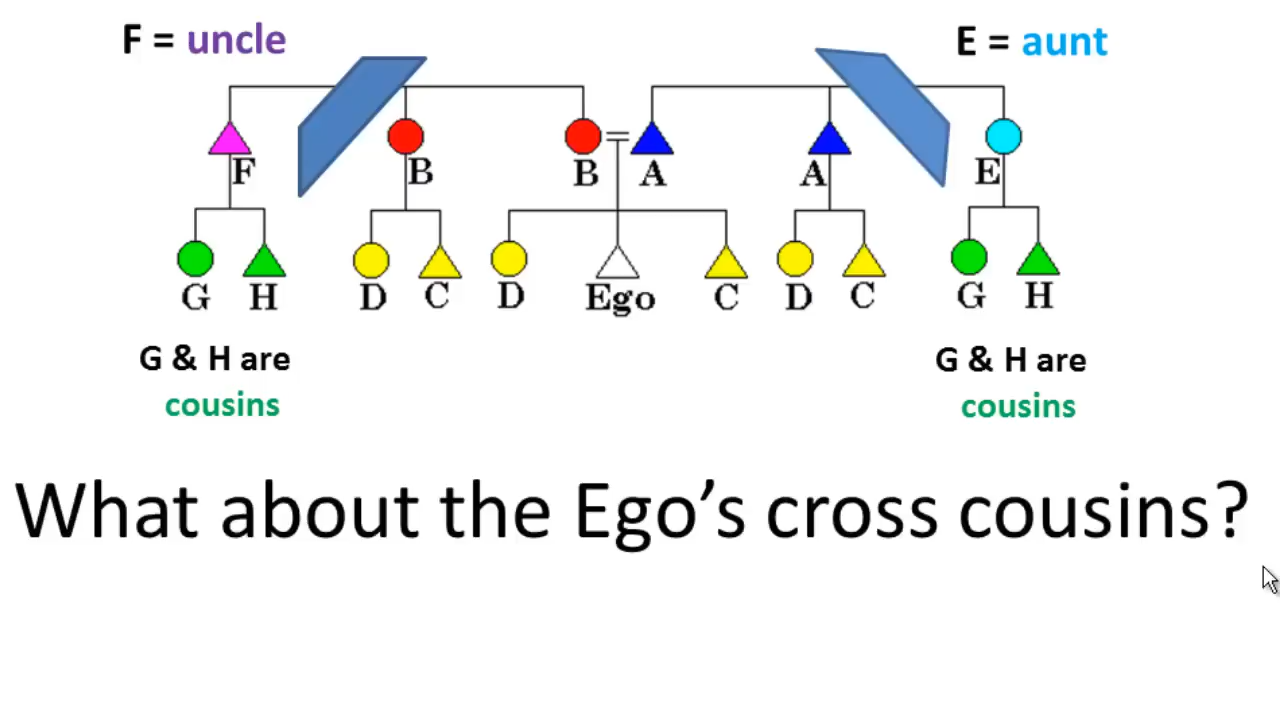 F = uncle
E = aunt
F B B A A E
G H D C D Ego C D C G H
G & H are
cousins
G & H are
cousins
What about the Ego’s cross cousins?